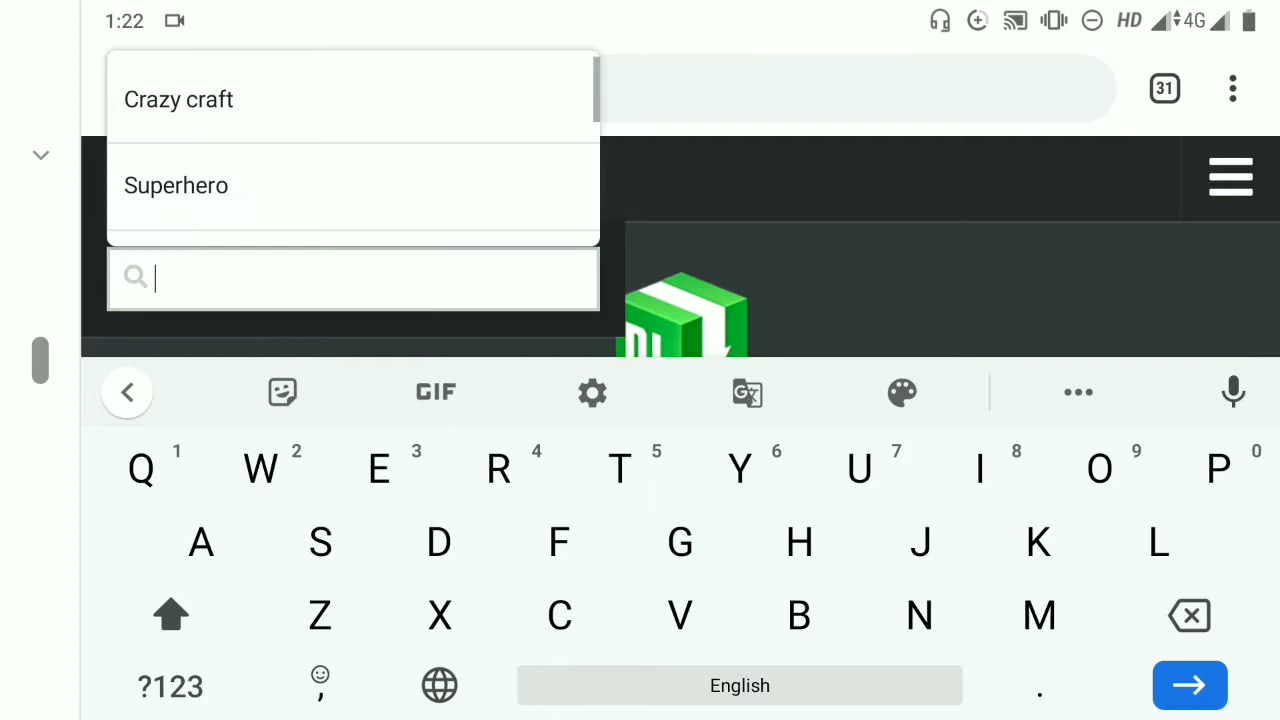 1:22 HD 4G
31
Crazy craft
Superhero
GIF
Q 1 W 2 E 3 R 4 T 5 Y 6 U 7 I 8 O 9 P 0
A S D F G H J K L
Z X C V B N M
?123 , English .